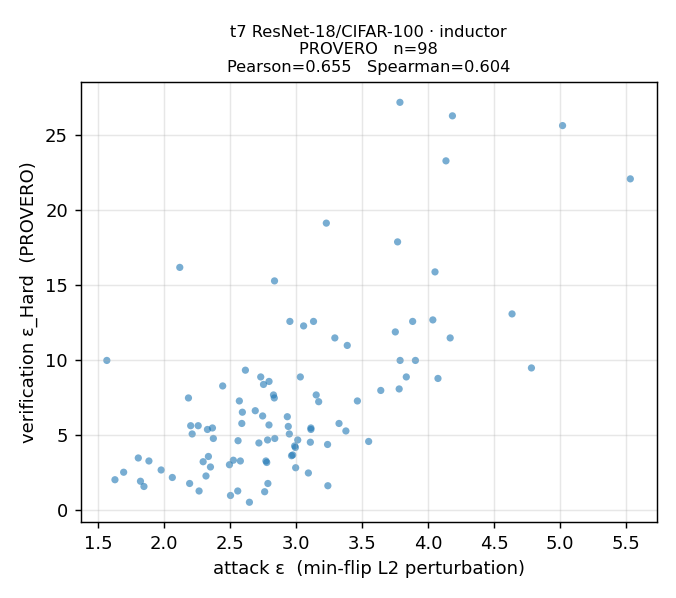 t7 ResNet-18/CIFAR-100 · inductor
PROVERO   n=98
Pearson=0.655   Spearman=0.604
verification ε_Hard  (PROVERO)
25
20
15
10
5
0
1.5 2.0 2.5 3.0 3.5 4.0 4.5 5.0 5.5
attack ε  (min-flip L2 perturbation)